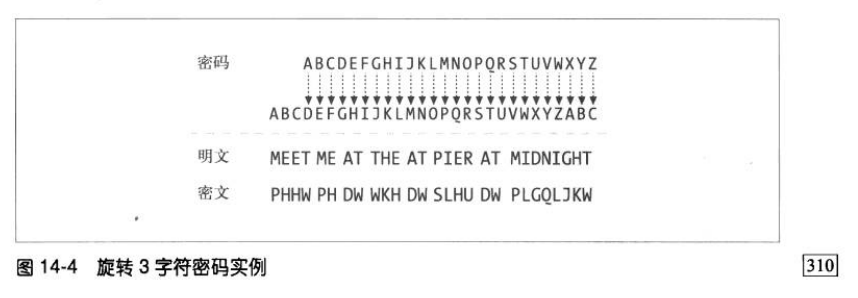 密码 ABCDEFGHIJKLMNOPQRSTUVWXYZ
ABCDEFGHIJKLMNOPQRSTUVWXYZABC
明文 MEET ME AT THE AT PIER AT MIDNIGHT
密文 PHHW PH DW WKH DW SLHU DW PLGQLJKW
图 14-4 旋转 3 字符密码实例 310